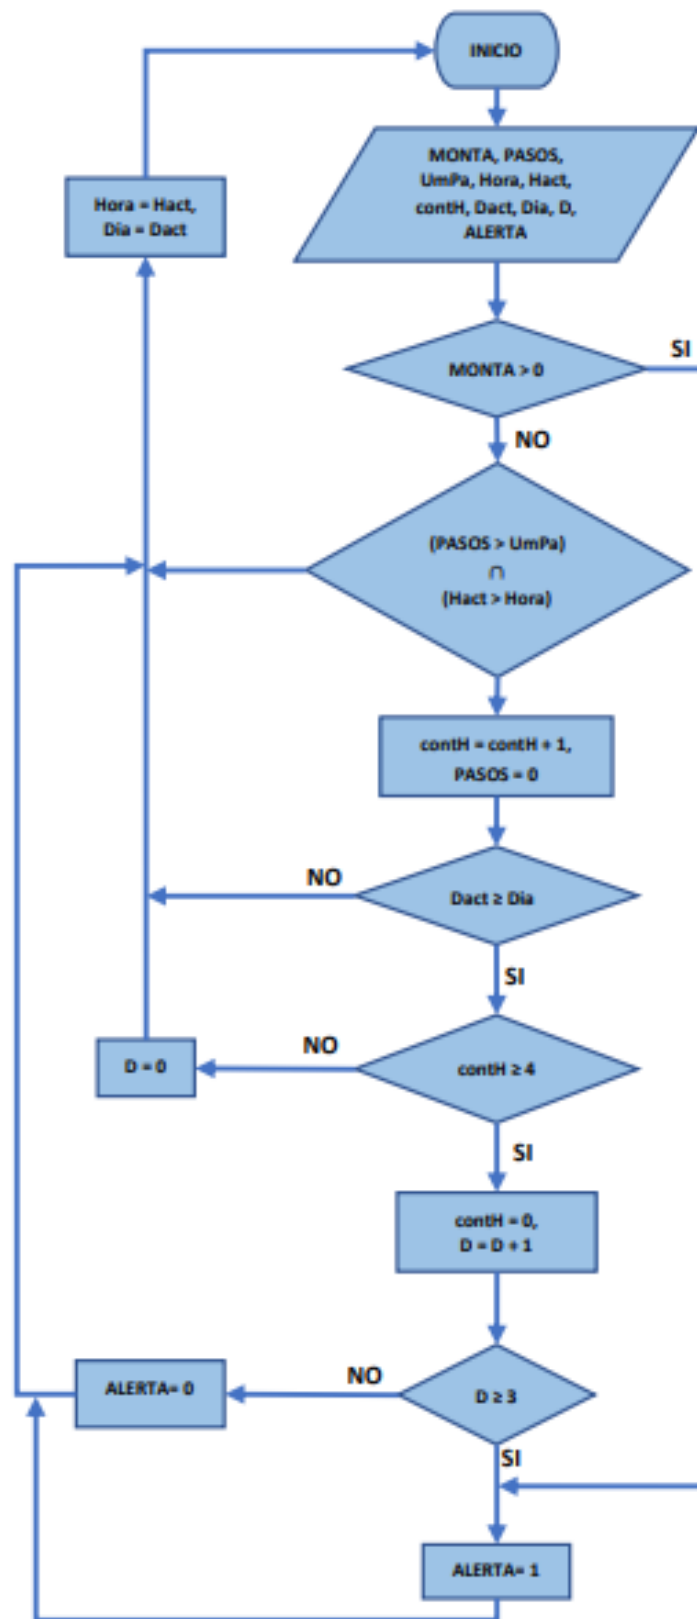 INICIO
MONTA, PASOS,
UmPa, Hora, Hact,
contH, Dact, Dia, D,
ALERTA
Hora = Hact,
Dia = Dact
MONTA > 0
SI
NO
(PASOS > UmPa)
∩
(Hact > Hora)
contH = contH + 1,
PASOS = 0
NO
Dact ≥ Dia
SI
NO
D = 0
contH ≥ 4
SI
contH = 0,
D = D + 1
NO
ALERTA= 0
D ≥ 3
SI
ALERTA= 1